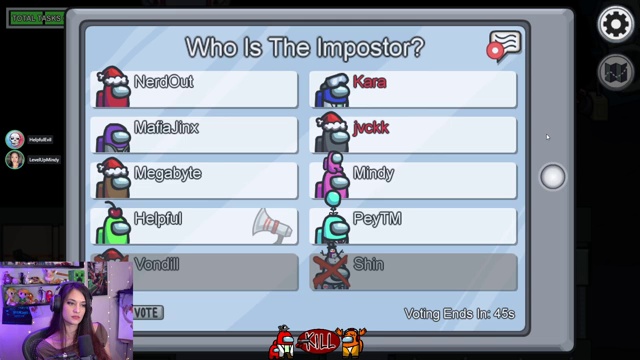 TOTAL TASKS
Who Is The Impostor?
NerdOut
Kara
MafiaJinx
jvckk
HelpfulEvil
LevelUpMindy
Megabyte
Mindy
Helpful
PeyTM
Vondill
Shin
VOTE
Voting Ends In: 45s
KILL